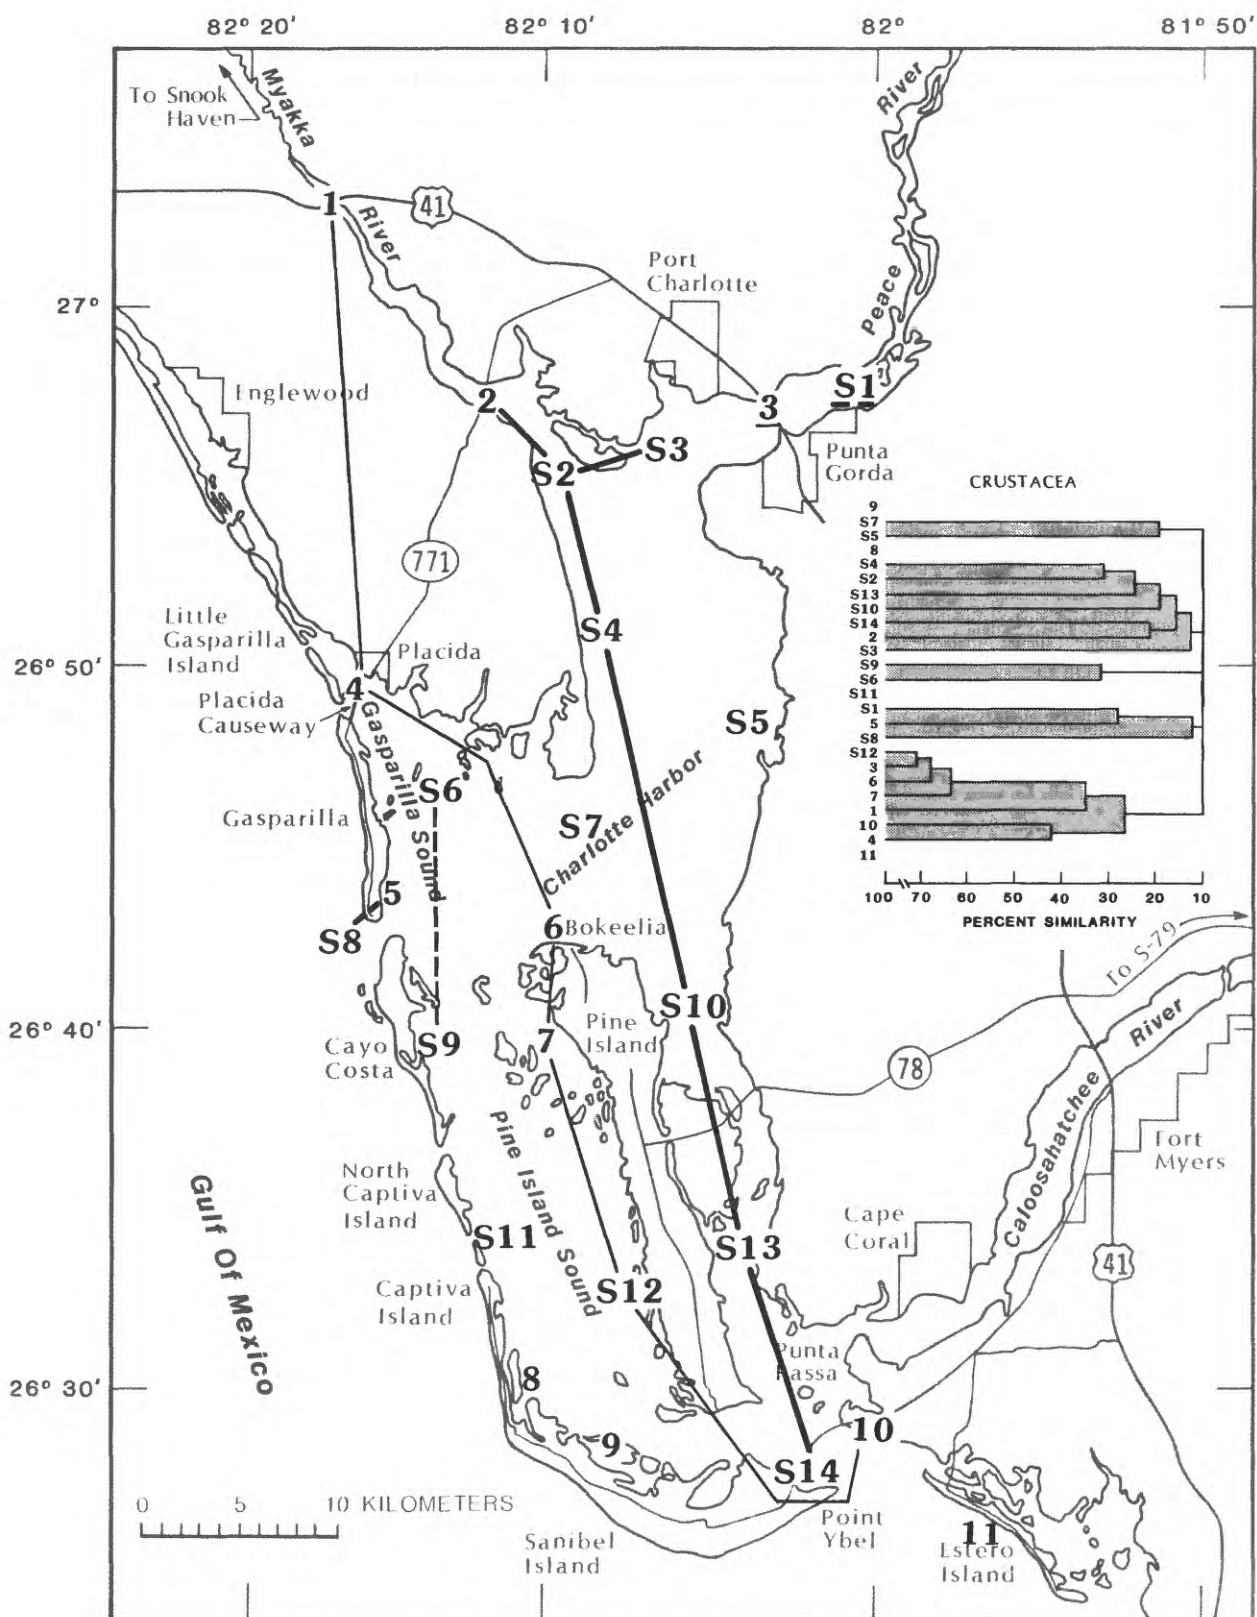 82° 20′ 82° 10′ 82° 81° 50′
To Snook
Haven
Myakka
River
River
1
41
Port
Charlotte
Peace
27°
Englewood
2
3
S1
S2
S3
Punta
Gorda
771
Little
Gasparilla
Island
S4
26° 50′
Placida
4
Placida
Causeway
Gasparilla Sound
S5
S6
Gasparilla
S7
Charlotte Harbor
5
S8
6
Bokeelia
CRUSTACEA
9
S7
S5
8
S4
S2
S13
S10
S14
2
S3
S9
S6
S11
S1
5
S8
S12
3
6
7
1
10
4
11
100 70 60 50 40 30 20 10
PERCENT SIMILARITY
To S-79
S10
26° 40′
S9
Cayo
Costa
7
Pine
Island
78
River
Caloosahatchee
Fort
Myers
Pine Island Sound
North
Captiva
Island
S11
Gulf Of Mexico
Cape
Coral
S13
41
Captiva
Island
S12
Punta
Rassa
26° 30′
8
9
10
S14
0 5 10 KILOMETERS
Sanibel
Island
Point
Ybel
11
Estero
Island